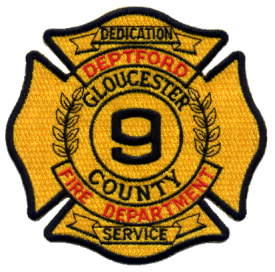 DEDICATION
DEPTFORD
GLOUCESTER
9
COUNTY
FIRE DEPARTMENT
SERVICE